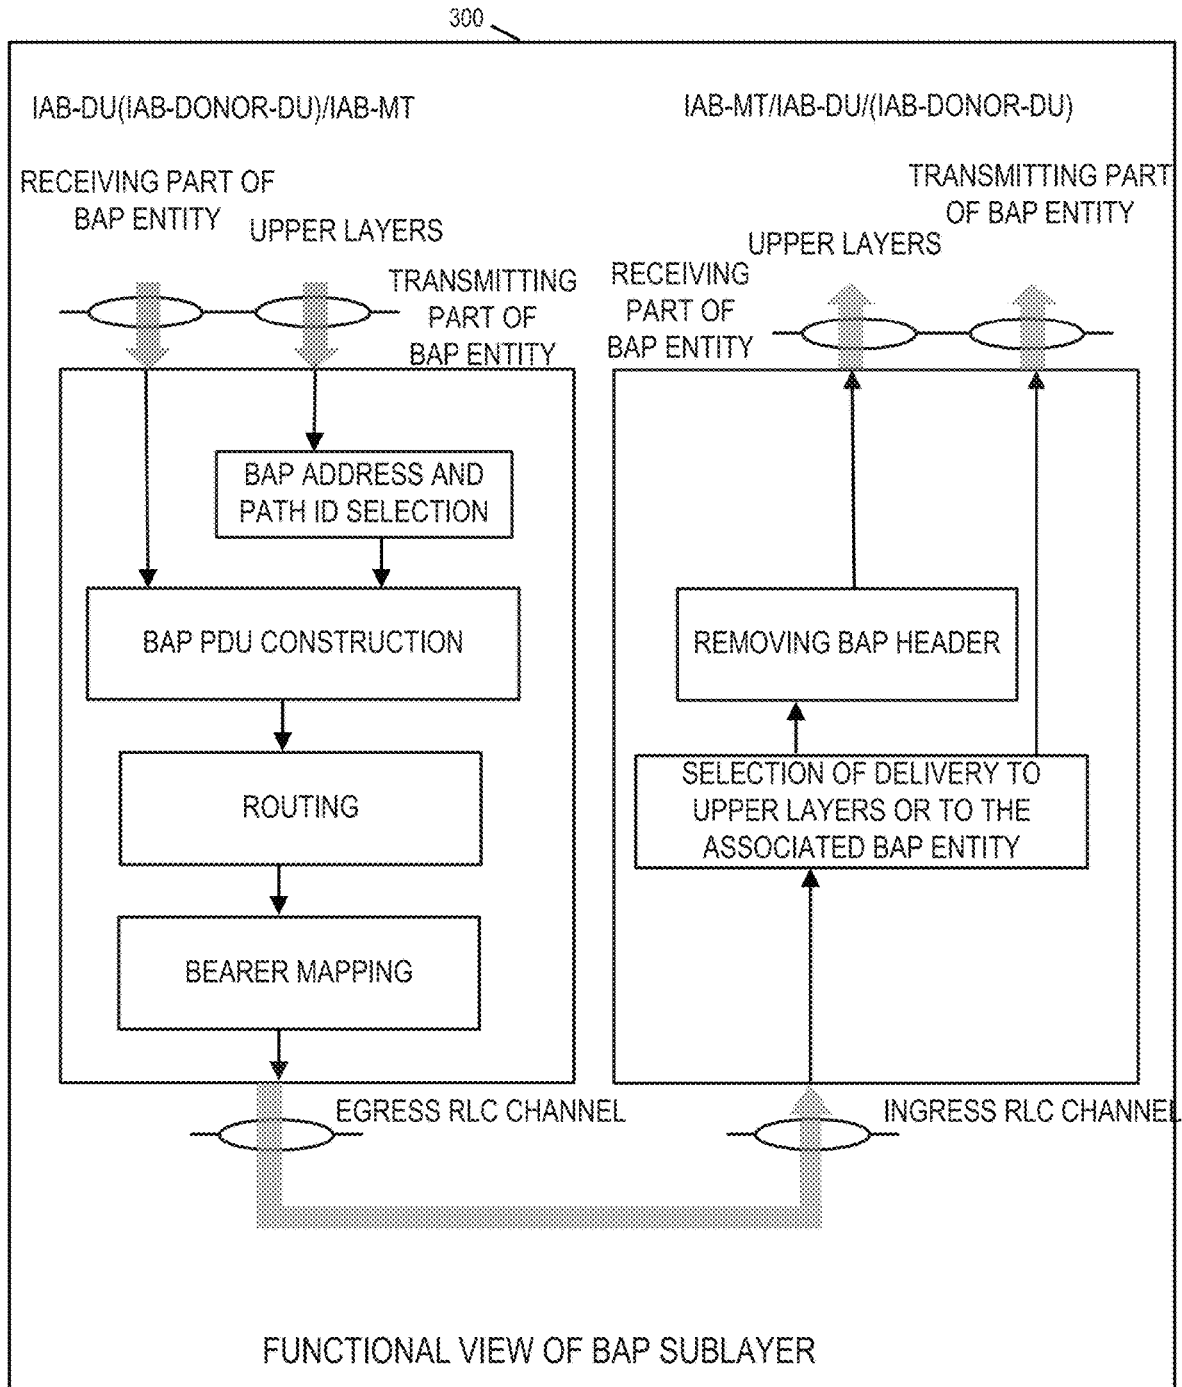 300
IAB-DU(IAB-DONOR-DU)/IAB-MT
RECEIVING PART OF
BAP ENTITY
UPPER LAYERS
TRANSMITTING
PART OF
BAP ENTITY
BAP ADDRESS AND
PATH ID SELECTION
BAP PDU CONSTRUCTION
ROUTING
BEARER MAPPING
EGRESS RLC CHANNEL
IAB-MT/IAB-DU/(IAB-DONOR-DU)
TRANSMITTING PART
OF BAP ENTITY
UPPER LAYERS
RECEIVING
PART OF
BAP ENTITY
REMOVING BAP HEADER
SELECTION OF DELIVERY TO
UPPER LAYERS OR TO THE
ASSOCIATED BAP ENTITY
INGRESS RLC CHANNEL
FUNCTIONAL VIEW OF BAP SUBLAYER